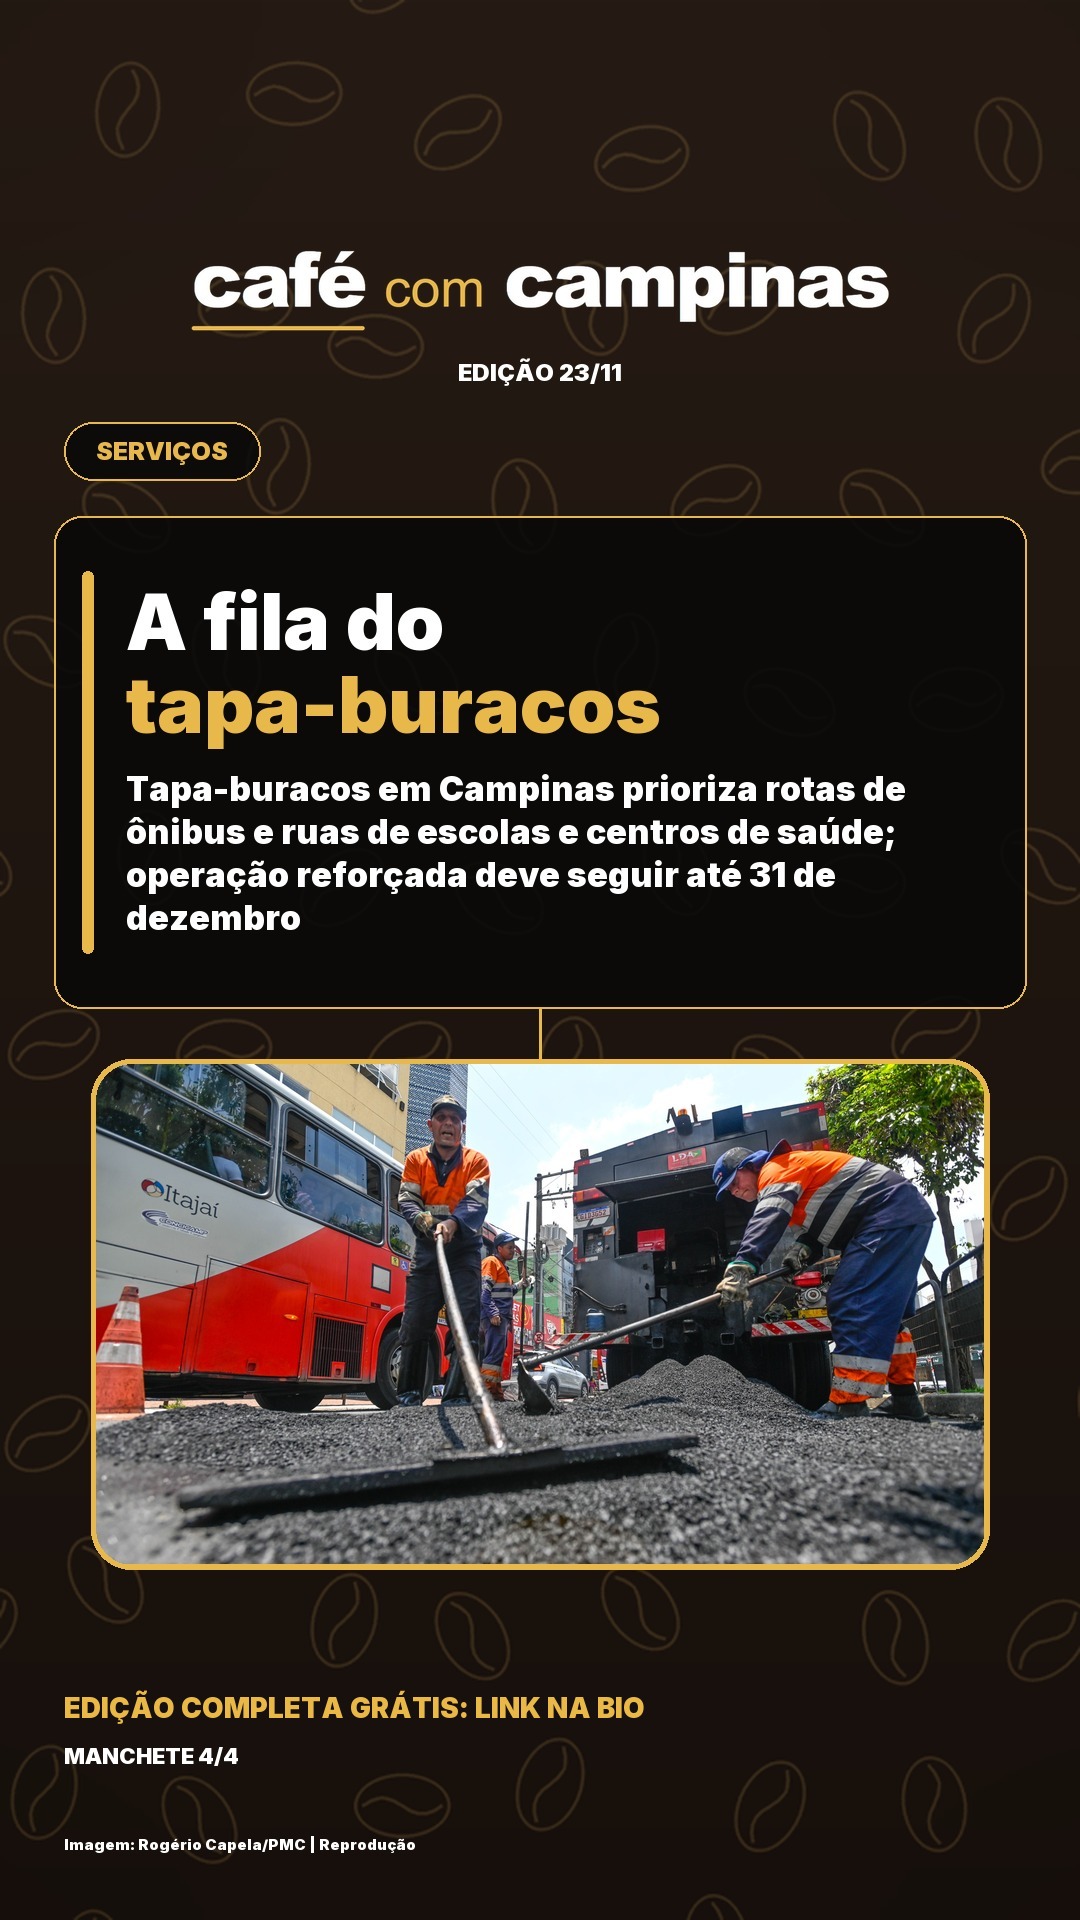 café com campinas
EDIÇÃO 23/11
SERVIÇOS
A fila do
tapa-buracos
Tapa-buracos em Campinas prioriza rotas de
ônibus e ruas de escolas e centros de saúde;
operação reforçada deve seguir até 31 de
dezembro
Itajaí
LDA
EDIÇÃO COMPLETA GRÁTIS: LINK NA BIO
MANCHETE 4/4
Imagem: Rogério Capela/PMC | Reprodução